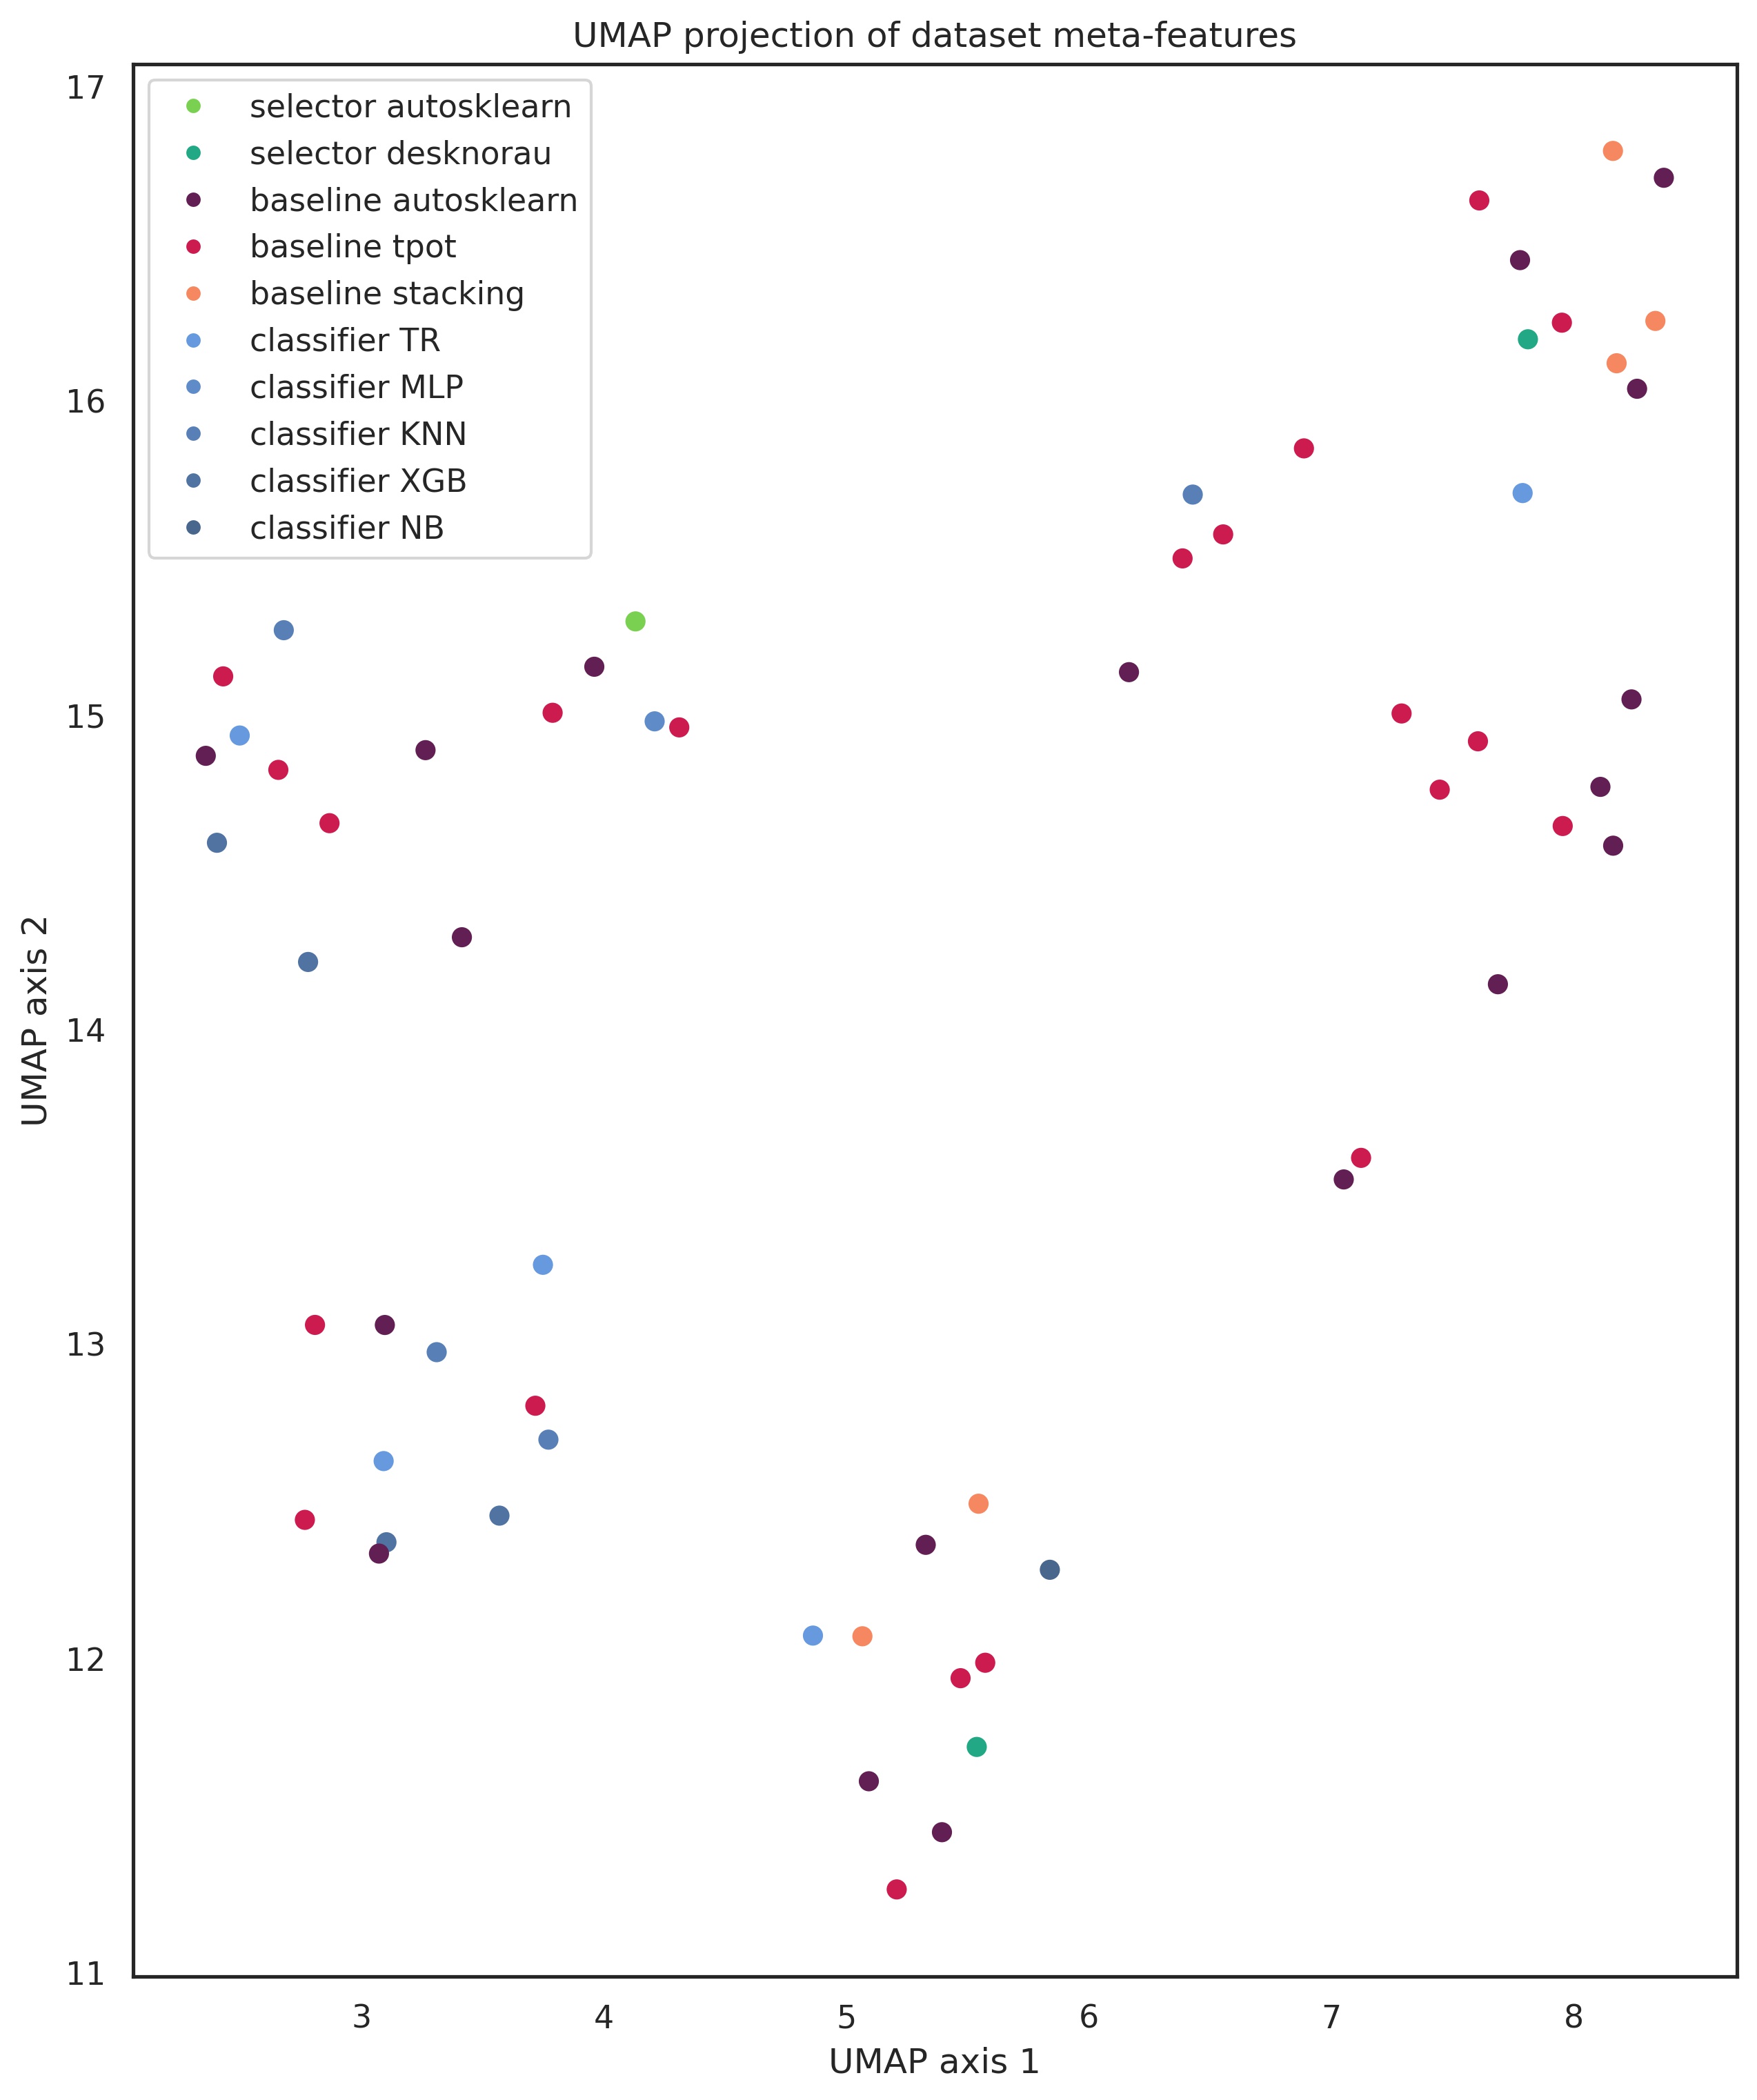 UMAP projection of dataset meta-features
selector autosklearn
selector desknorau
baseline autosklearn
baseline tpot
baseline stacking
classifier TR
classifier MLP
classifier KNN
classifier XGB
classifier NB
17
16
15
14
13
12
11
UMAP axis 2
3 4 5 6 7 8
UMAP axis 1